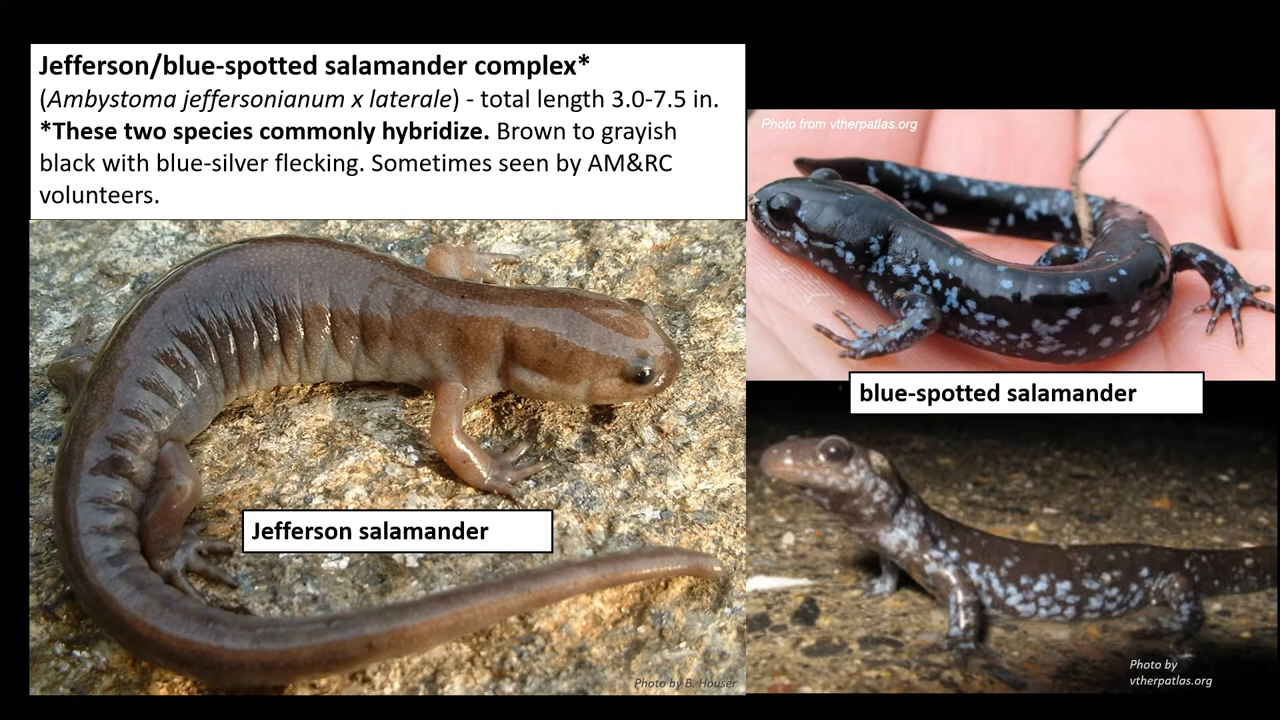 Jefferson/blue-spotted salamander complex*
(Ambystoma jeffersonianum x laterale) - total length 3.0-7.5 in.
*These two species commonly hybridize. Brown to grayish
black with blue-silver flecking. Sometimes seen by AM&RC
volunteers.
Photo from vtherpatlas.org
blue-spotted salamander
Jefferson salamander
Photo by B. Houser
Photo by
vtherpatlas.org